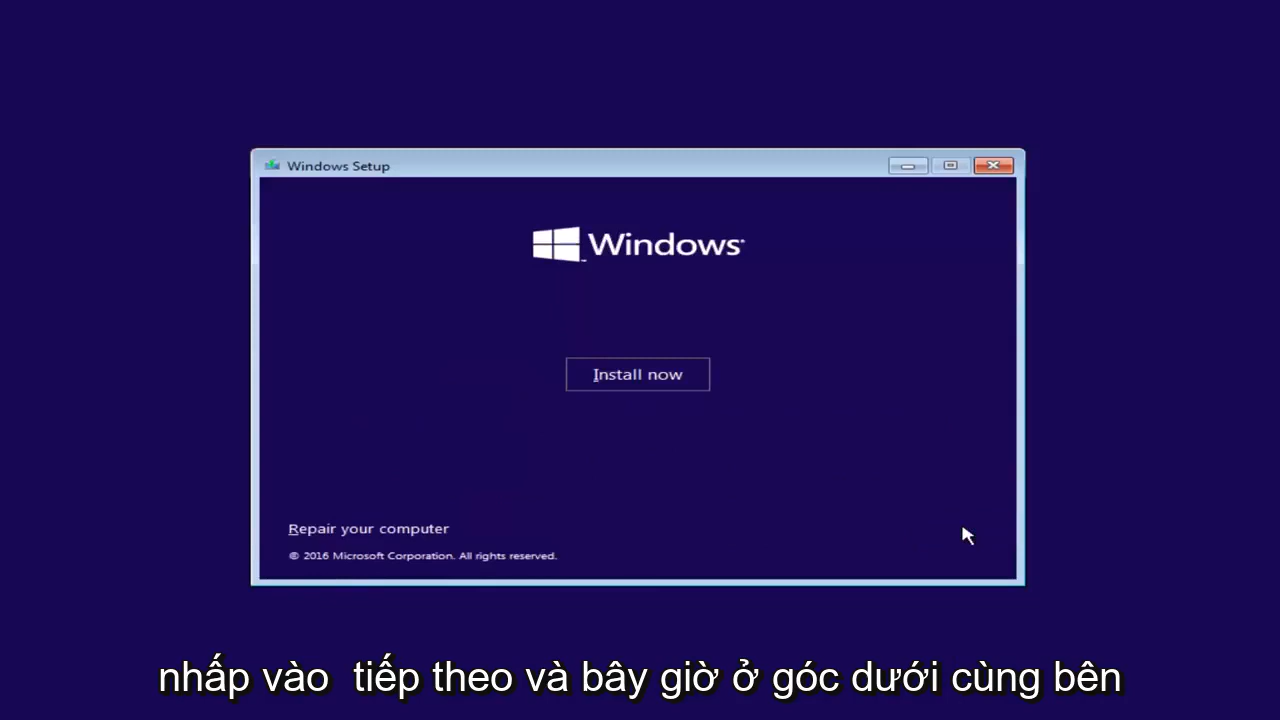 Windows Setup
Windows
Install now
Repair your computer
© 2016 Microsoft Corporation. All rights reserved.
nhấp vào tiếp theo và bây giờ ở góc dưới cùng bên